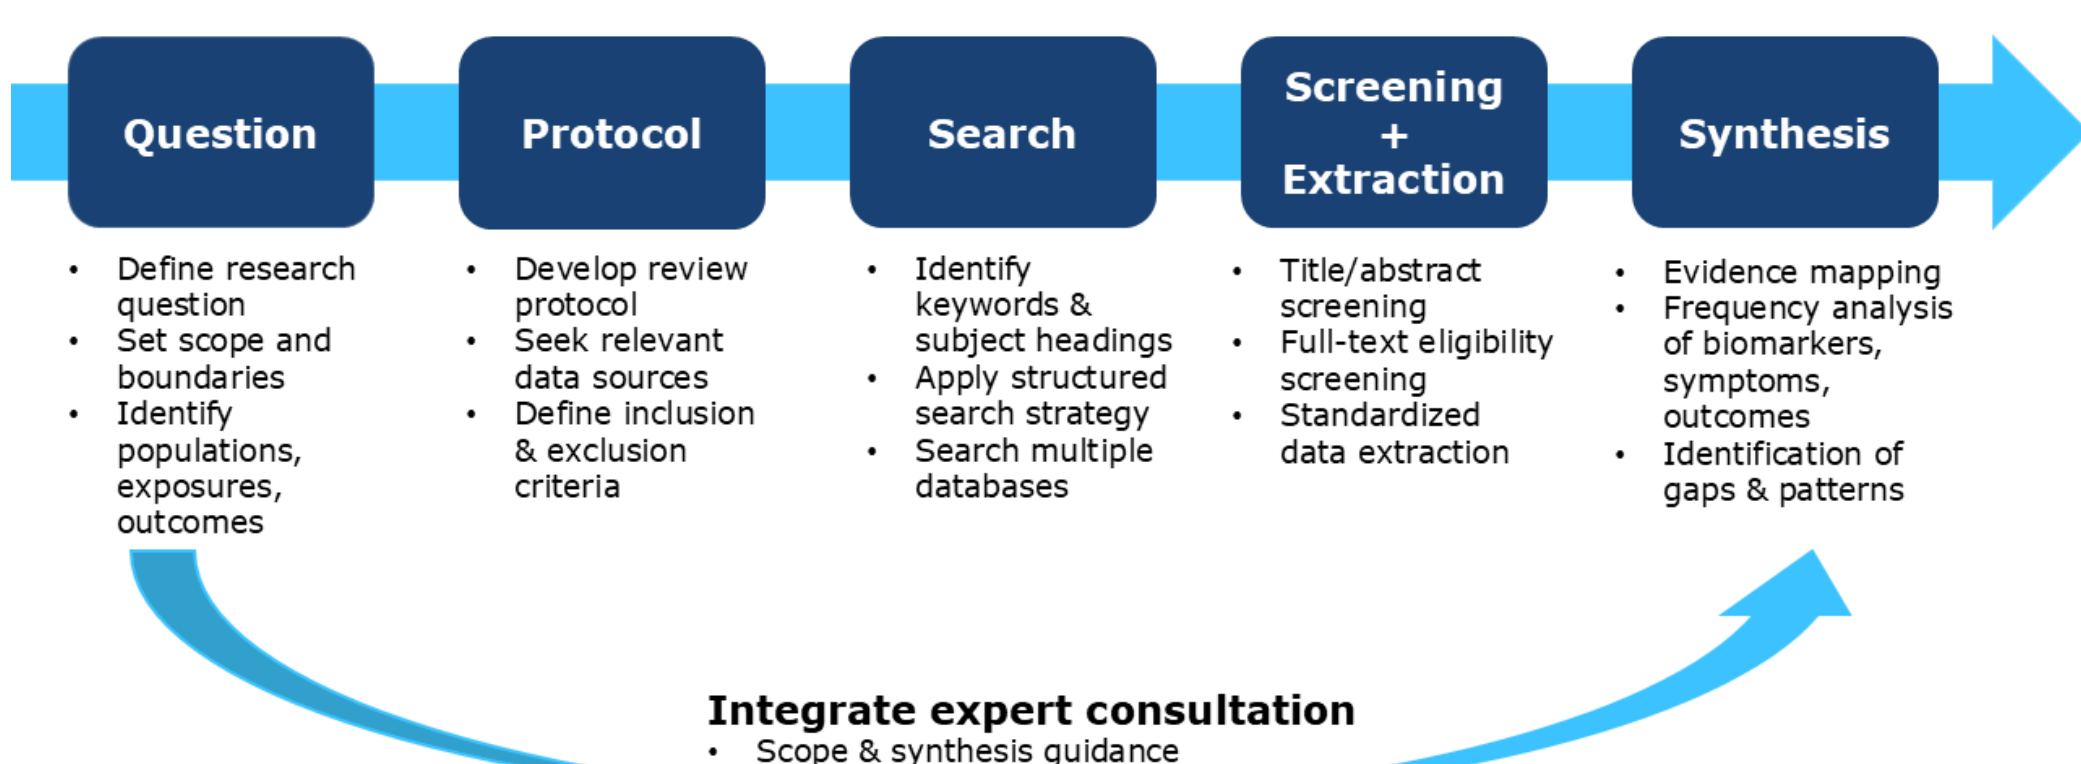 Question
Protocol
Search
Screening
+
Extraction
Synthesis
• Define research
question
• Set scope and
boundaries
• Identify
populations,
exposures,
outcomes
• Develop review
protocol
• Seek relevant
data sources
• Define inclusion
& exclusion
criteria
• Identify
keywords &
subject headings
• Apply structured
search strategy
• Search multiple
databases
• Title/abstract
screening
• Full-text eligibility
screening
• Standardized
data extraction
• Evidence mapping
• Frequency analysis
of biomarkers,
symptoms,
outcomes
• Identification of
gaps & patterns
Integrate expert consultation
• Scope & synthesis guidance